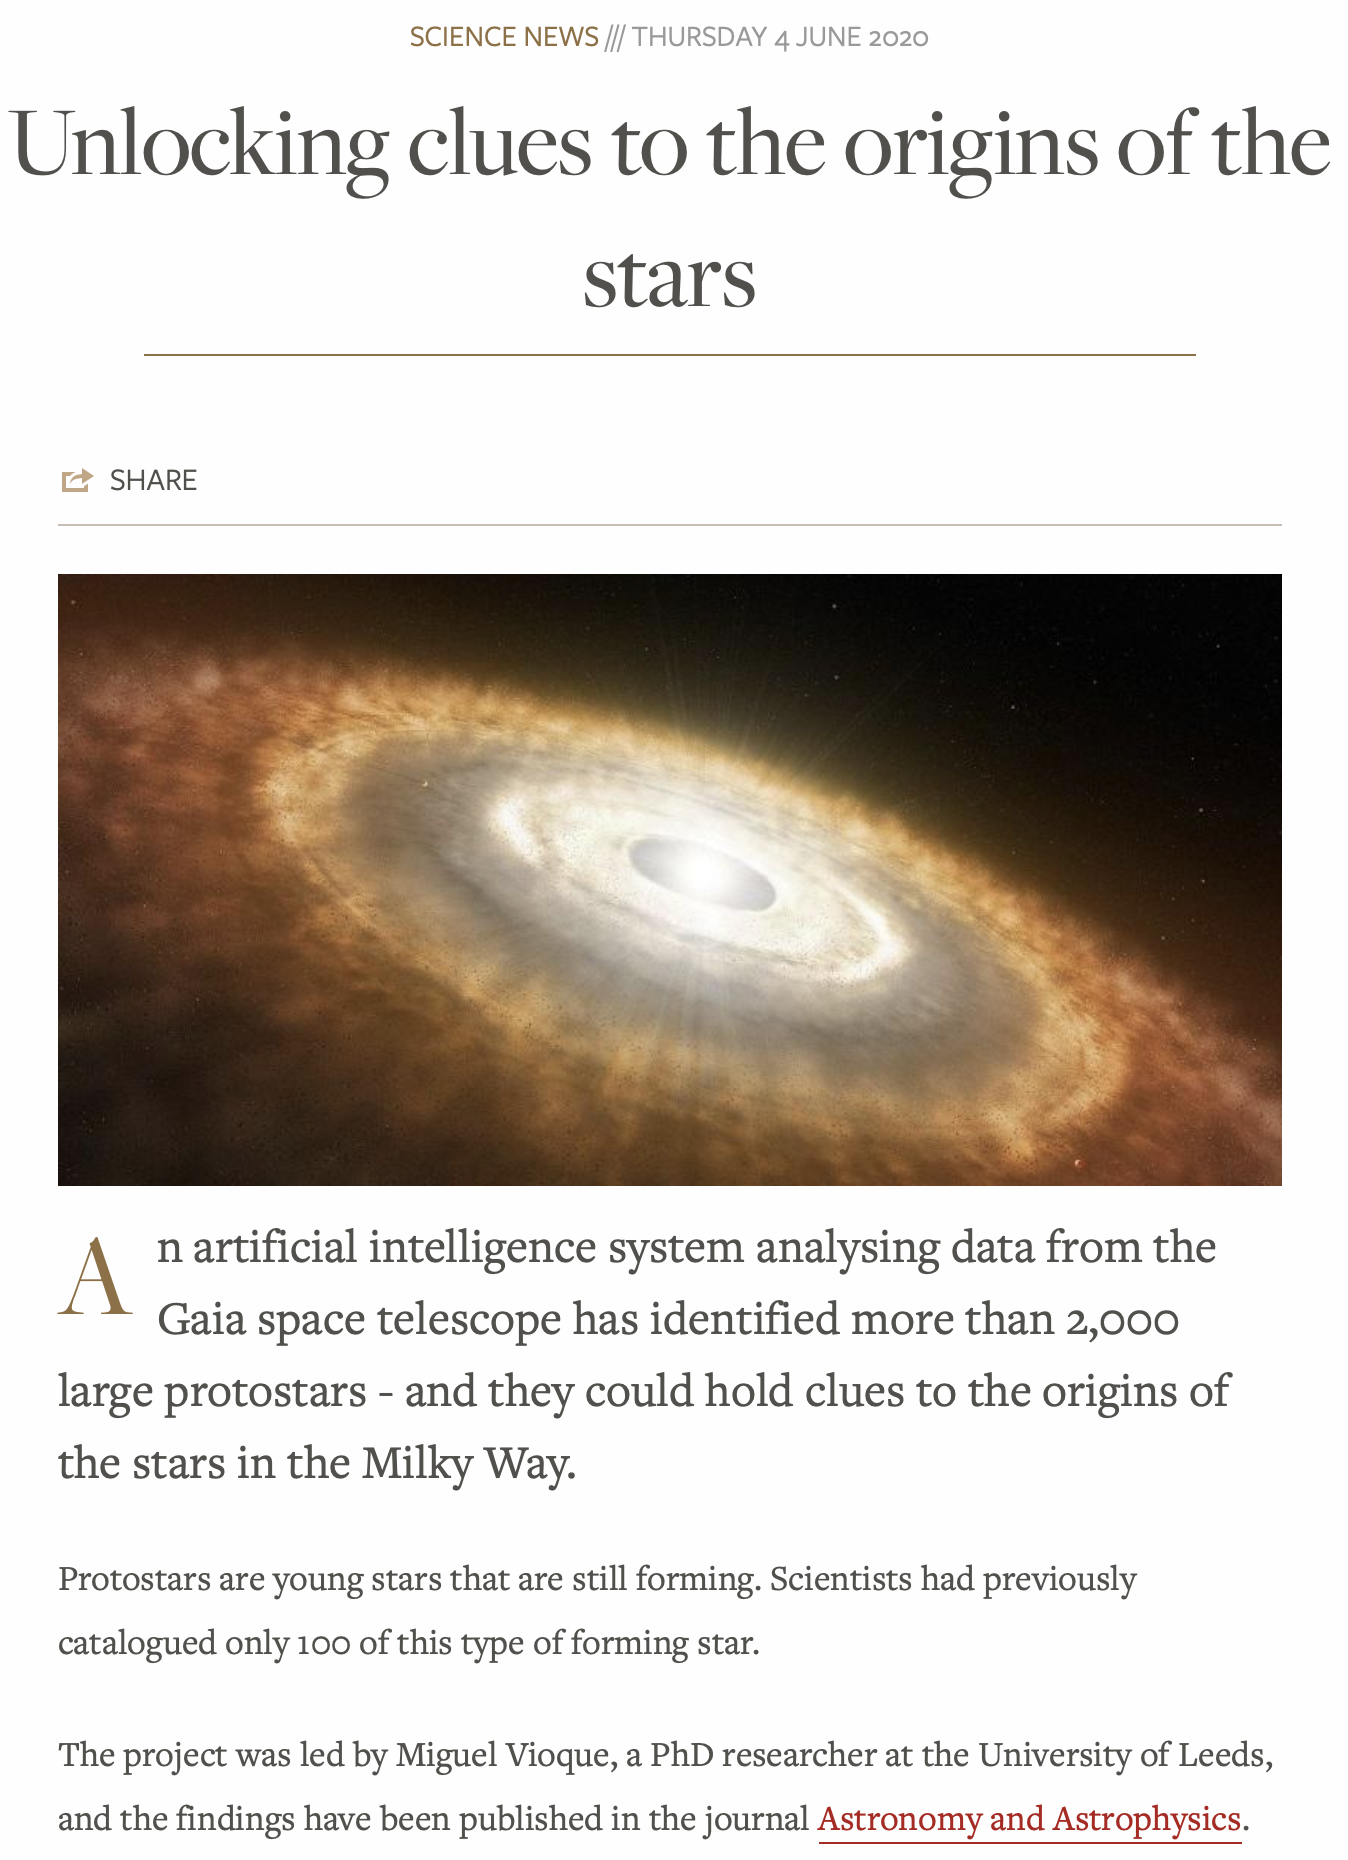 SCIENCE NEWS /// THURSDAY 4 JUNE 2020
Unlocking clues to the origins of the
stars
SHARE
An artificial intelligence system analysing data from the
Gaia space telescope has identified more than 2,000
large protostars - and they could hold clues to the origins of
the stars in the Milky Way.
Protostars are young stars that are still forming. Scientists had previously
catalogued only 100 of this type of forming star.
The project was led by Miguel Vioque, a PhD researcher at the University of Leeds,
and the findings have been published in the journal Astronomy and Astrophysics.